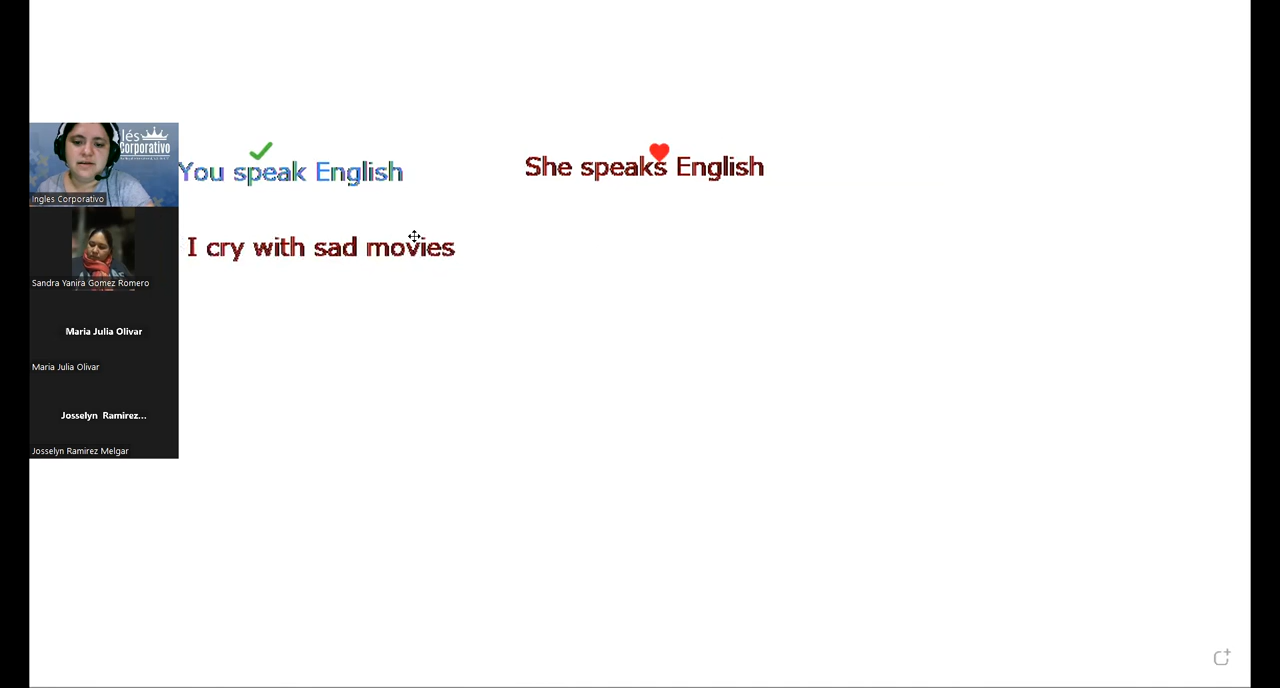 lés
Corporativo
Ingles Corporativo
You speak English
She speaks English
I cry with sad movies
Sandra Yanira Gomez Romero
Maria Julia Olivar
Maria Julia Olivar
Josselyn Ramirez...
Josselyn Ramirez Melgar